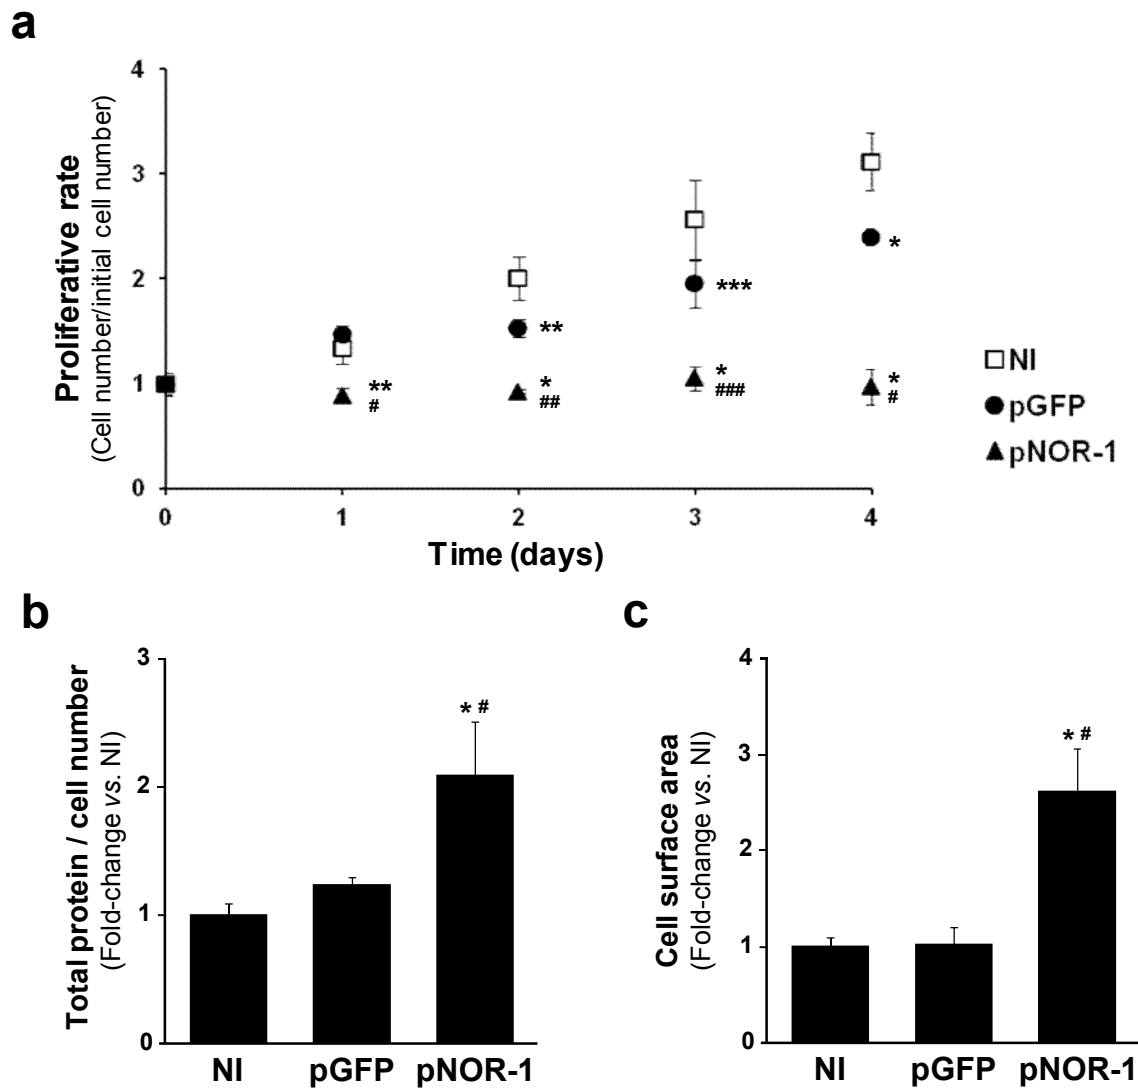 a
Proliferative rate
(Cell number/initial cell number)
4
3
2
1
0
*
***
**
**
#
*
##
*
###
*
#
NI
pGFP
pNOR-1
0 1 2 3 4
Time (days)
b
Total protein / cell number
(Fold-change vs. NI)
3
2
1
0
* #
NI pGFP pNOR-1
c
Cell surface area
(Fold-change vs. NI)
4
3
2
1
0
* #
NI pGFP pNOR-1